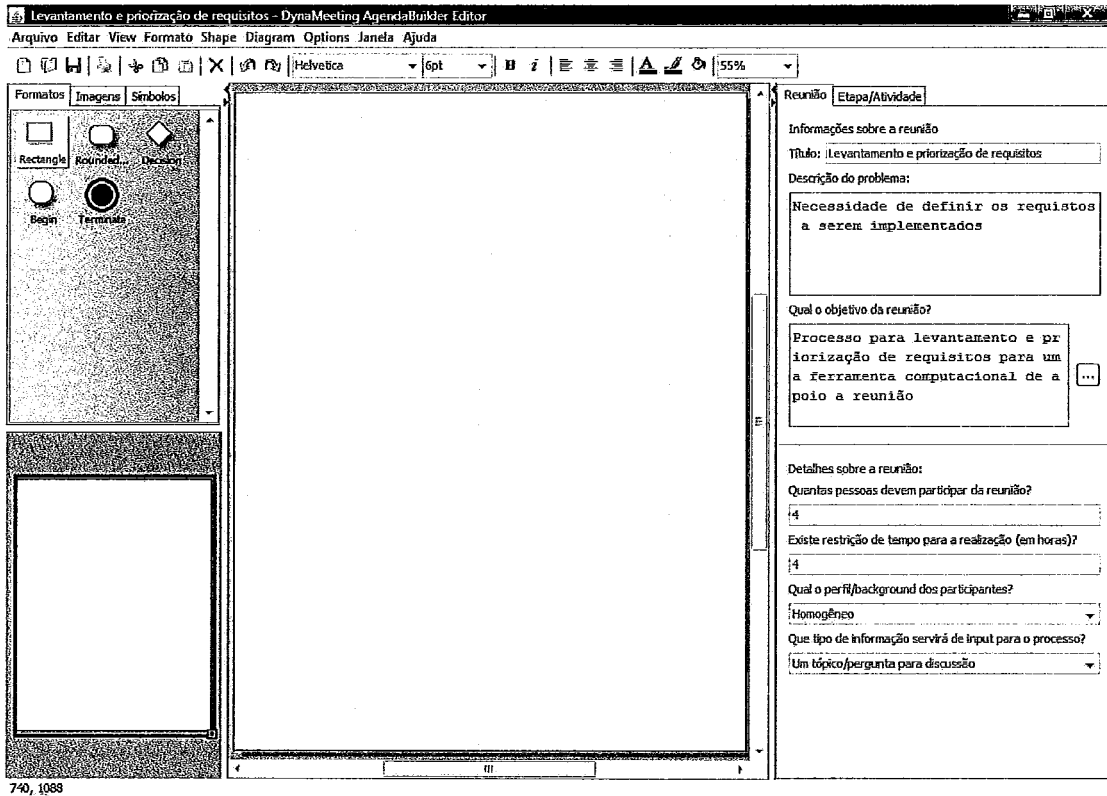 Levantamento e priorização de requisitos - DynaMeeting AgendaBuilder Editor
Arquivo Editar View Formato Shape Diagram Options Janela Ajuda
Helvetica 6pt B i A 55%
Formatos Imagens Símbolos
Rectangle Rounded... Decision
Begin Terminate
Reunião Etapa/Atividade
Informações sobre a reunião
Título: Levantamento e priorização de requisitos
Descrição do problema:
Necessidade de definir os requistos
a serem implementados
Qual o objetivo da reunião?
Processo para levantamento e pr
iorização de requisitos para um
a ferramenta computacional de a
poio a reunião
...
Detalhes sobre a reunião:
Quantas pessoas devem participar da reunião?
4
Existe restrição de tempo para a realização (em horas)?
4
Qual o perfil/background dos participantes?
Homogêneo
Que tipo de informação servirá de input para o processo?
Um tópico/pergunta para discussão
740, 1088